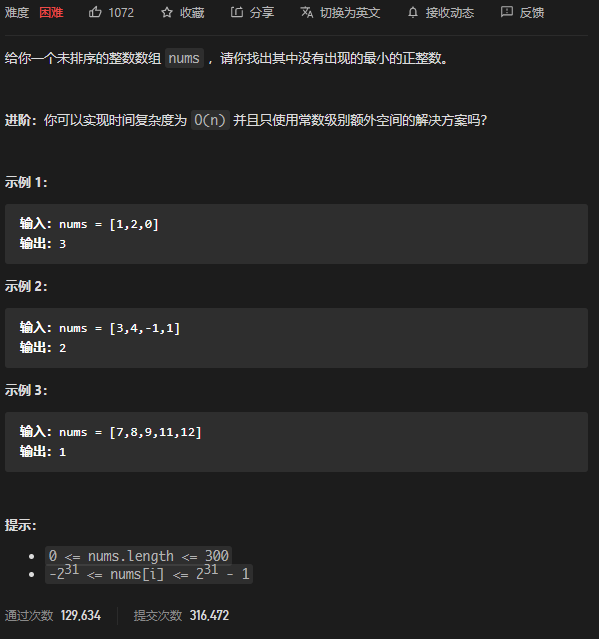 难度 困难 1072 收藏 分享 切换为英文 接收动态 反馈
给你一个未排序的整数数组 nums ，请你找出其中没有出现的最小的正整数。
进阶：你可以实现时间复杂度为 O(n) 并且只使用常数级别额外空间的解决方案吗？
示例 1：
输入：nums = [1,2,0]
输出：3
示例 2：
输入：nums = [3,4,-1,1]
输出：2
示例 3：
输入：nums = [7,8,9,11,12]
输出：1
提示：
0 <= nums.length <= 300
-2³¹ <= nums[i] <= 2³¹ - 1
通过次数 129,634 提交次数 316,472